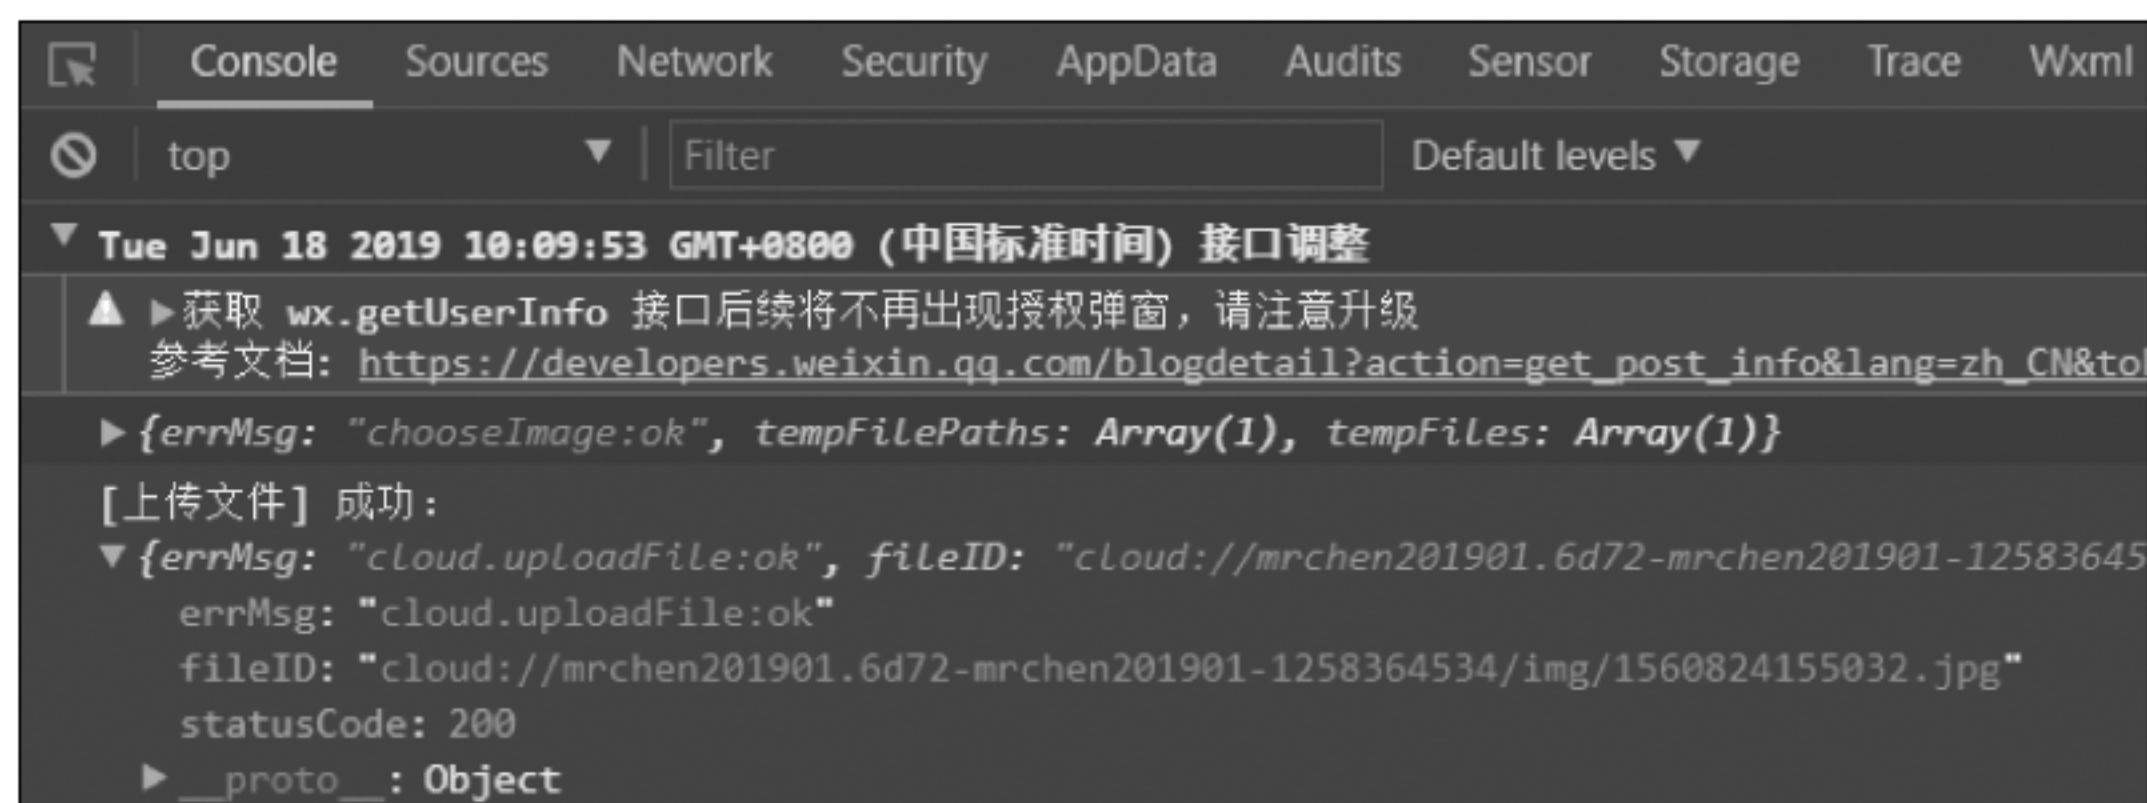 Console Sources Network Security AppData Audits Sensor Storage Trace Wxml
top Filter Default levels
Tue Jun 18 2019 10:09:53 GMT+0800 (中国标准时间) 接口调整
获取 wx.getUserInfo 接口后续将不再出现授权弹窗，请注意升级
参考文档: https://developers.weixin.qq.com/blogdetail?action=get_post_info&lang=zh_CN&to
{errMsg: "chooseImage:ok", tempFilePaths: Array(1), tempFiles: Array(1)}
[上传文件] 成功：
{errMsg: "cloud.uploadFile:ok", fileID: "cloud://mrchen201901.6d72-mrchen201901-12583645
errMsg: "cloud.uploadFile:ok"
fileID: "cloud://mrchen201901.6d72-mrchen201901-1258364534/img/1560824155032.jpg"
statusCode: 200
__proto__: Object